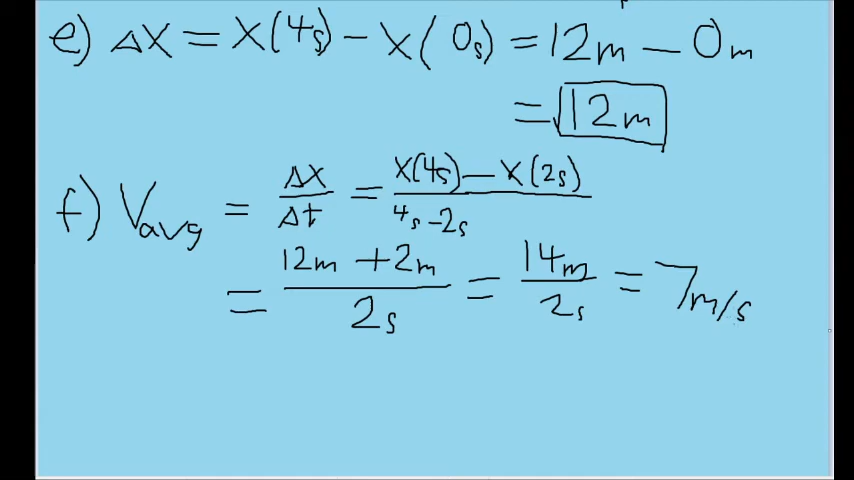 e) ΔX = X(4s) − X(0s) = 12m − 0m
= 12m
f) Vavg = ΔX/Δt = X(4s) − X(2s)/4s − 2s
= 12m + 2m/2s = 14m/2s = 7m/s